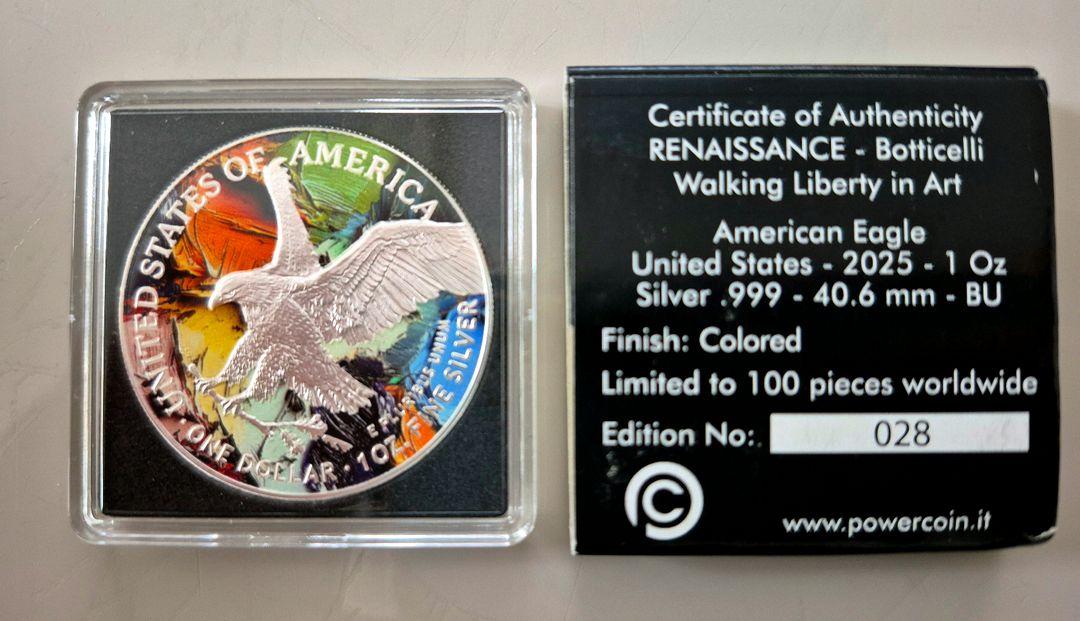 UNITED STATES OF AMERICA
E PLURIBUS UNUM
· ONE DOLLAR · 1 OZ. FINE SILVER
Certificate of Authenticity
RENAISSANCE - Botticelli
Walking Liberty in Art
American Eagle
United States - 2025 - 1 Oz
Silver .999 - 40.6 mm - BU
Finish: Colored
Limited to 100 pieces worldwide
Edition No: 028
www.powercoin.it